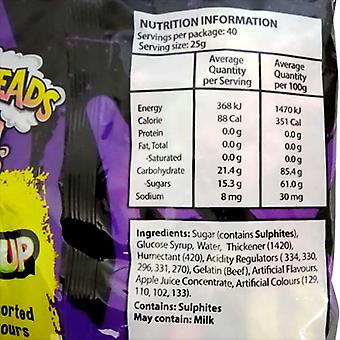 EADS
UP
orted
ours
NUTRITION INFORMATION
Servings per package: 40
Serving size: 25g
Average Quantity per Serving Average Quantity per 100g
Energy 368 kJ 1470 kJ
Calorie 88 Cal 351 Cal
Protein 0.0 g 0.0 g
Fat, Total 0.0 g 0.0 g
-Saturated 0.0 g 0.0 g
Carbohydrate 21.4 g 85.4 g
-Sugars 15.3 g 61.0 g
Sodium 8 mg 30 mg
Ingredients: Sugar (contains Sulphites),
Glucose Syrup, Water, Thickener (1420),
Humectant (420), Acidity Regulators ( 334, 330,
296, 331, 270), Gelatin (Beef), Artificial Flavours,
Apple Juice Concentrate, Artificial Colours (129,
110, 102, 133).
Contains: Sulphites
May contain: Milk